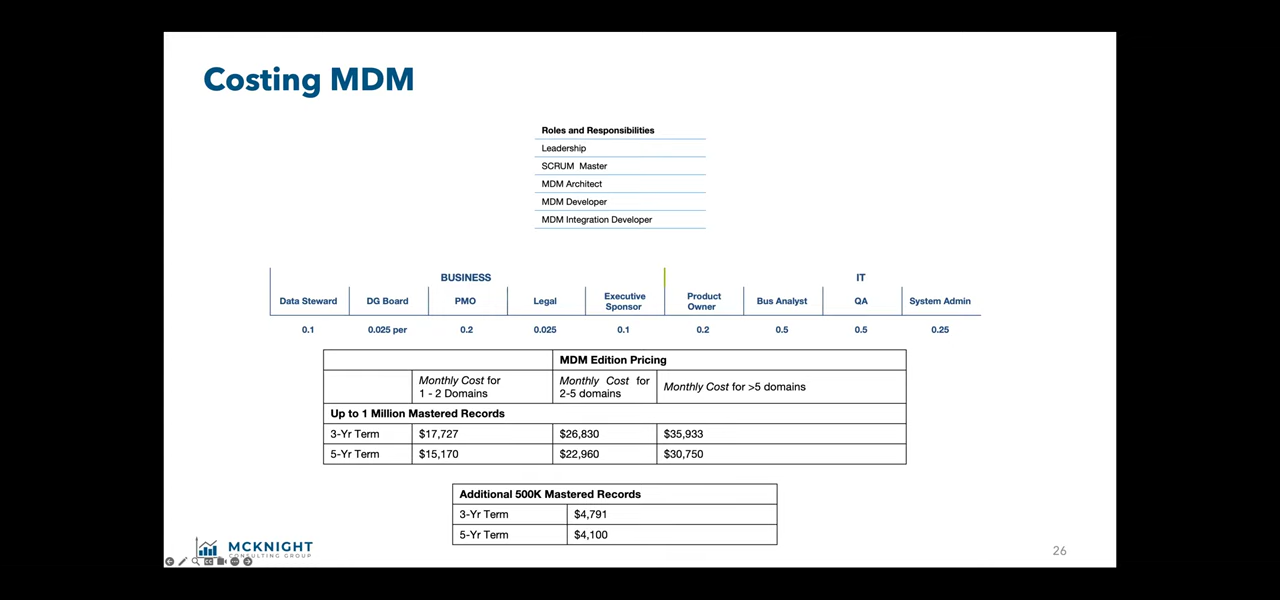 Costing MDM
Roles and Responsibilities
Leadership
SCRUM Master
MDM Architect
MDM Developer
MDM Integration Developer
BUSINESS IT
Data Steward DG Board PMO Legal Executive Sponsor Product Owner Bus Analyst QA System Admin
0.1 0.025 per 0.2 0.025 0.1 0.2 0.5 0.5 0.25
MDM Edition Pricing
Monthly Cost for 1 - 2 Domains Monthly Cost for 2-5 domains Monthly Cost for >5 domains
Up to 1 Million Mastered Records
3-Yr Term $17,727 $26,830 $35,933
5-Yr Term $15,170 $22,960 $30,750
Additional 500K Mastered Records
3-Yr Term $4,791
5-Yr Term $4,100
MCKNIGHT
CONSULTING GROUP
26